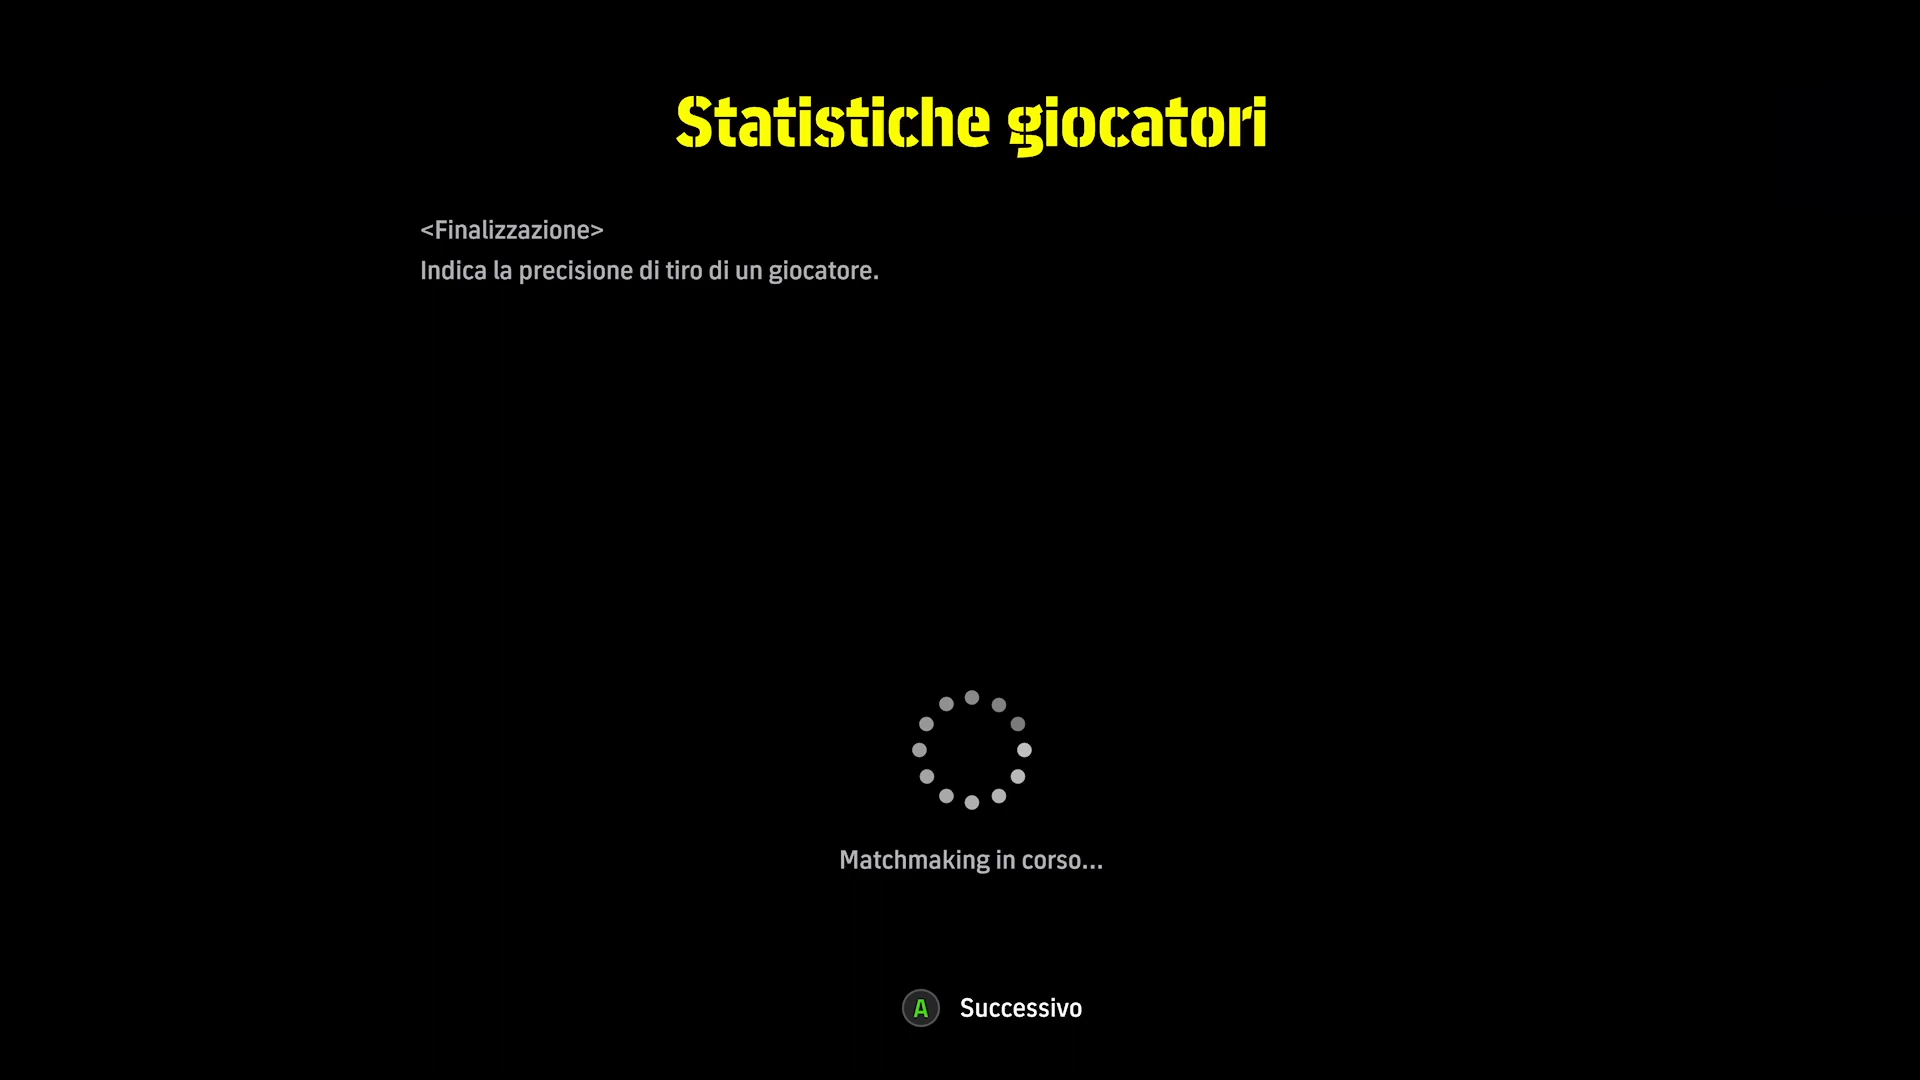 Statistiche giocatori
<Finalizzazione>
Indica la precisione di tiro di un giocatore.
Matchmaking in corso...
A Successivo